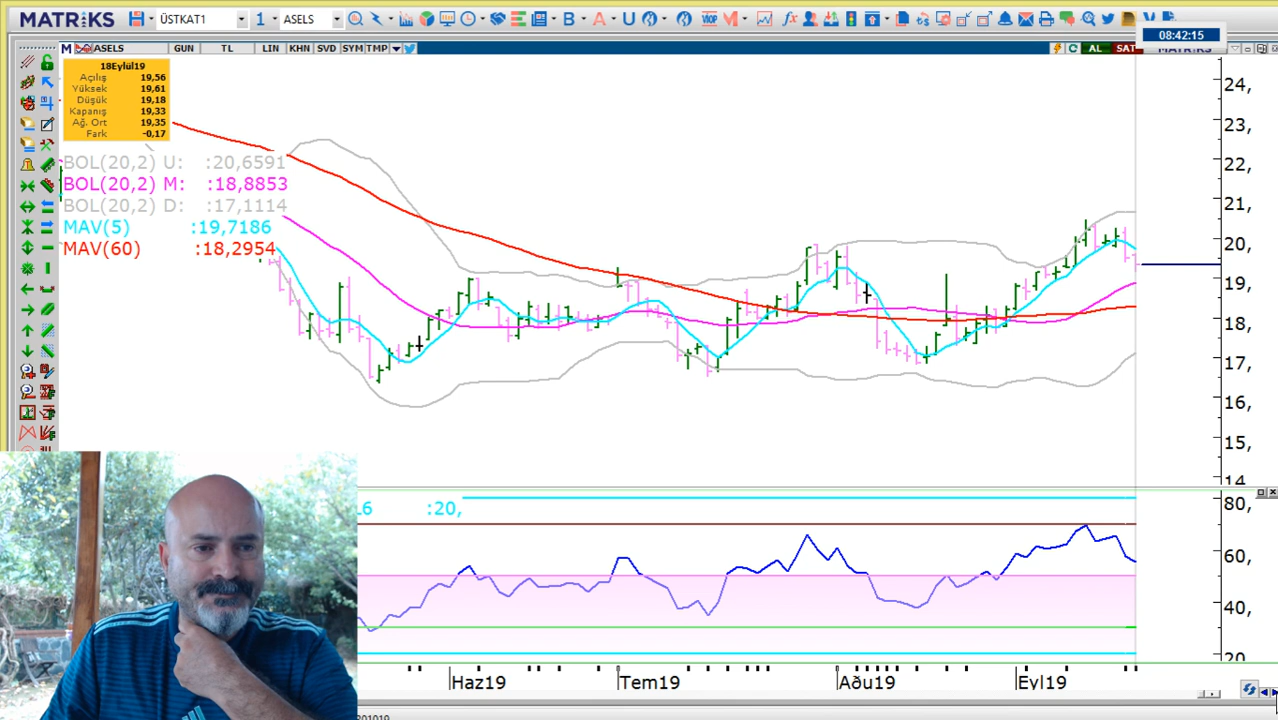 MATRİKS
ÜSTKAT1
1
ASELS
B
A
U
VIOP
M
fx
08:42:15
M
ASELS
GUN
TL
LIN
KHN
SVD
SYM
TMP
AL
SAT
18Eylül19
Açılış 19,56
Yüksek 19,61
Düşük 19,18
Kapanış 19,33
Ağ. Ort 19,35
Fark -0,17
BOL(20,2) U: :20,6591
BOL(20,2) M: :18,8853
BOL(20,2) D: :17,1114
MAV(5) :19,7186
MAV(60) :18,2954
24,
23,
22,
21,
20,
19,
18,
17,
16,
15,
14
:20,
80,
60,
40,
20
Haz19
Tem19
Aðu19
Eyl19
201019